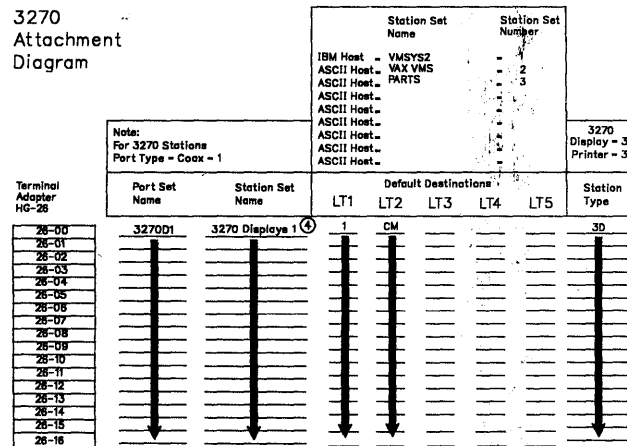 3270
Attachment
Diagram
Station Set Name
Station Set Number
IBM Host - VMSYS2 - 1
ASCII Host - VAX VMS - 2
ASCII Host - PARTS - 3
ASCII Host -
ASCII Host -
ASCII Host -
ASCII Host -
ASCII Host -
ASCII Host -
Note:
For 3270 Stations
Port Type - Coax - 1
3270
Display - 3
Printer - 3
Terminal
Adapter
HG-26
Port Set
Name
Station Set
Name
Default Destinations
LT1 LT2 LT3 LT4 LT5
Station
Type
26-00 3270D1 3270 Displays 1 4 1 CM 3D
26-01
26-02
26-03
26-04
26-05
26-06
26-07
26-08
26-09
26-10
26-11
26-12
26-13
26-14
26-15
26-16